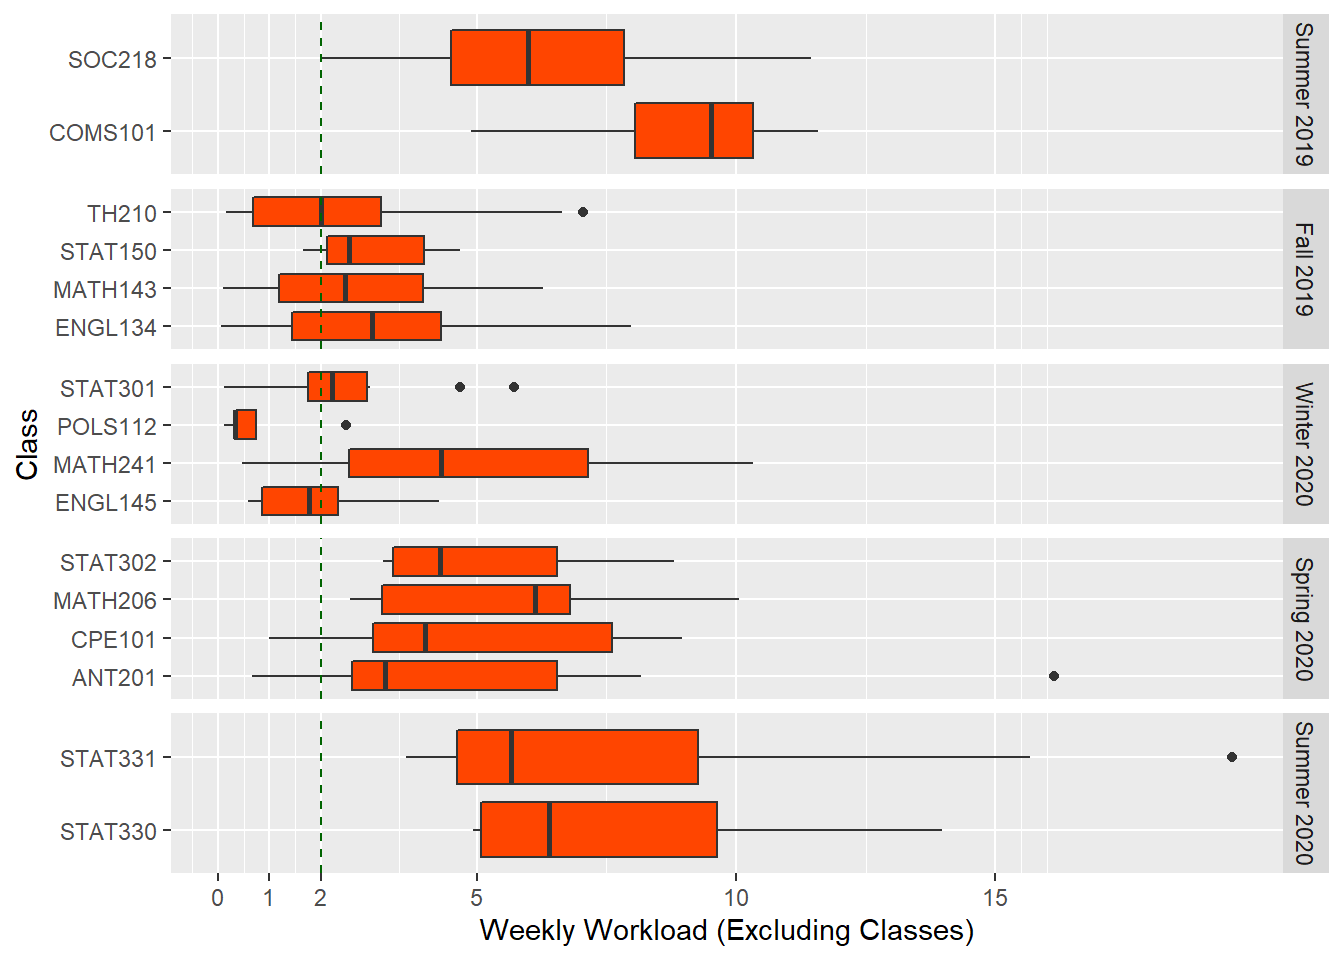 SOC218
COMS101
Summer 2019
TH210
STAT150
MATH143
ENGL134
Fall 2019
STAT301
POLS112
MATH241
ENGL145
Winter 2020
STAT302
MATH206
CPE101
ANT201
Spring 2020
STAT331
STAT330
Summer 2020
Class
0 1 2 5 10 15
Weekly Workload (Excluding Classes)